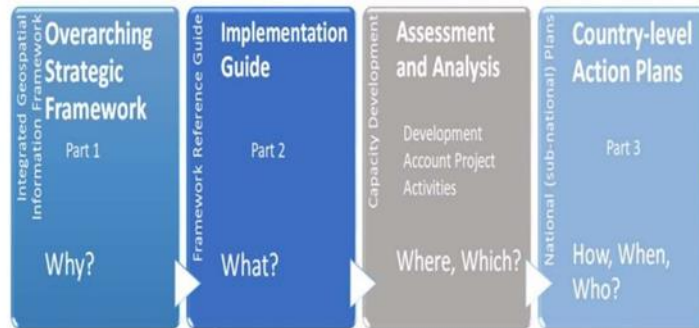 Integrated Geospatial
Information Framework
Overarching
Strategic
Framework
Part 1
Why?
Framework Reference Guide
Implementation
Guide
Part 2
What?
Capacity Development
Assessment
and Analysis
Development
Account Project
Activities
Where, Which?
National (sub-national) Plans
Country-level
Action Plans
Part 3
How, When,
Who?